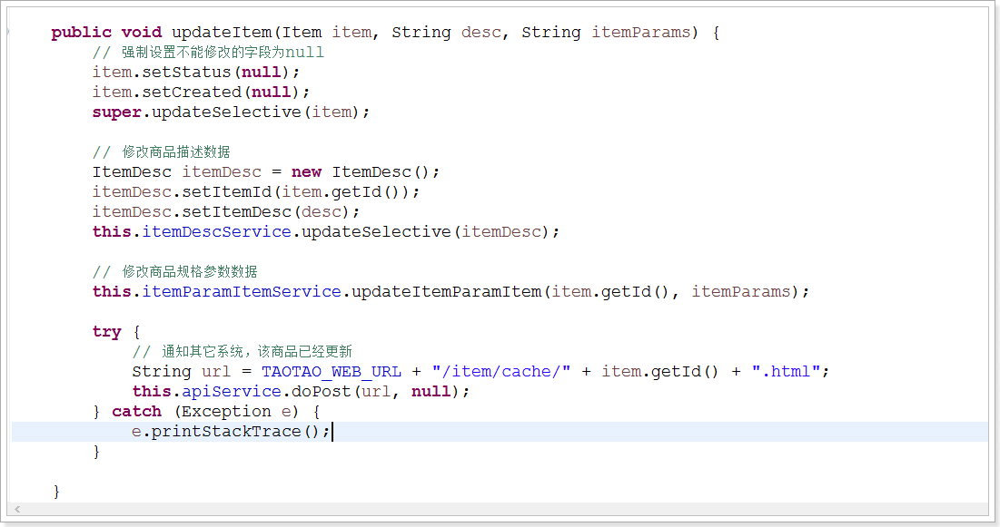 public void updateItem(Item item, String desc, String itemParams) {
// 强制设置不能修改的字段为null
item.setStatus(null);
item.setCreated(null);
super.updateSelective(item);
// 修改商品描述数据
ItemDesc itemDesc = new ItemDesc();
itemDesc.setItemId(item.getId());
itemDesc.setItemDesc(desc);
this.itemDescService.updateSelective(itemDesc);
// 修改商品规格参数数据
this.itemParamItemService.updateItemParamItem(item.getId(), itemParams);
try {
// 通知其它系统，该商品已经更新
String url = TAOTAO_WEB_URL + "/item/cache/" + item.getId() + ".html";
this.apiService.doPost(url, null);
} catch (Exception e) {
e.printStackTrace();
}
}